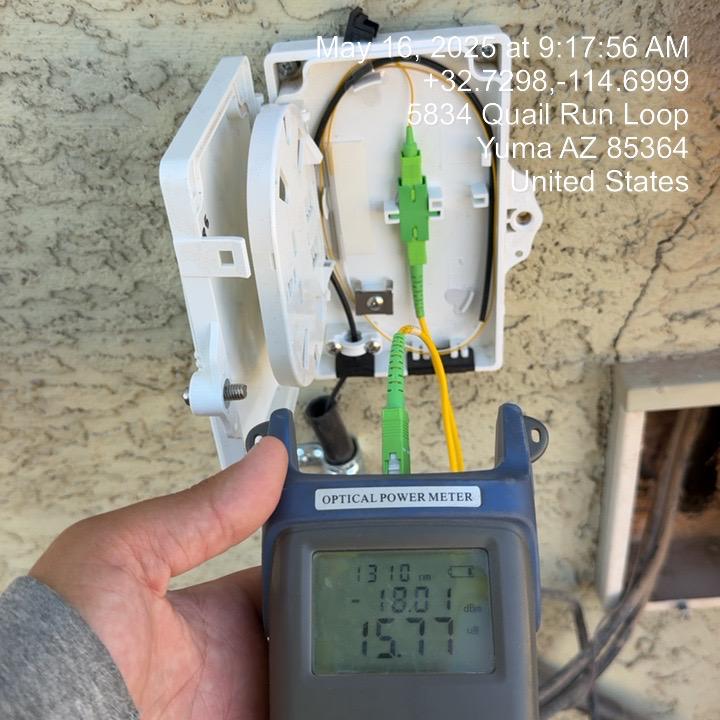 May 16, 2025 at 9:17:56 AM
+32.7298,-114.6999
5834 Quail Run Loop
Yuma AZ 85364
United States
OPTICAL POWER METER
1310 nm
-18.01 dBm
15.77 uW